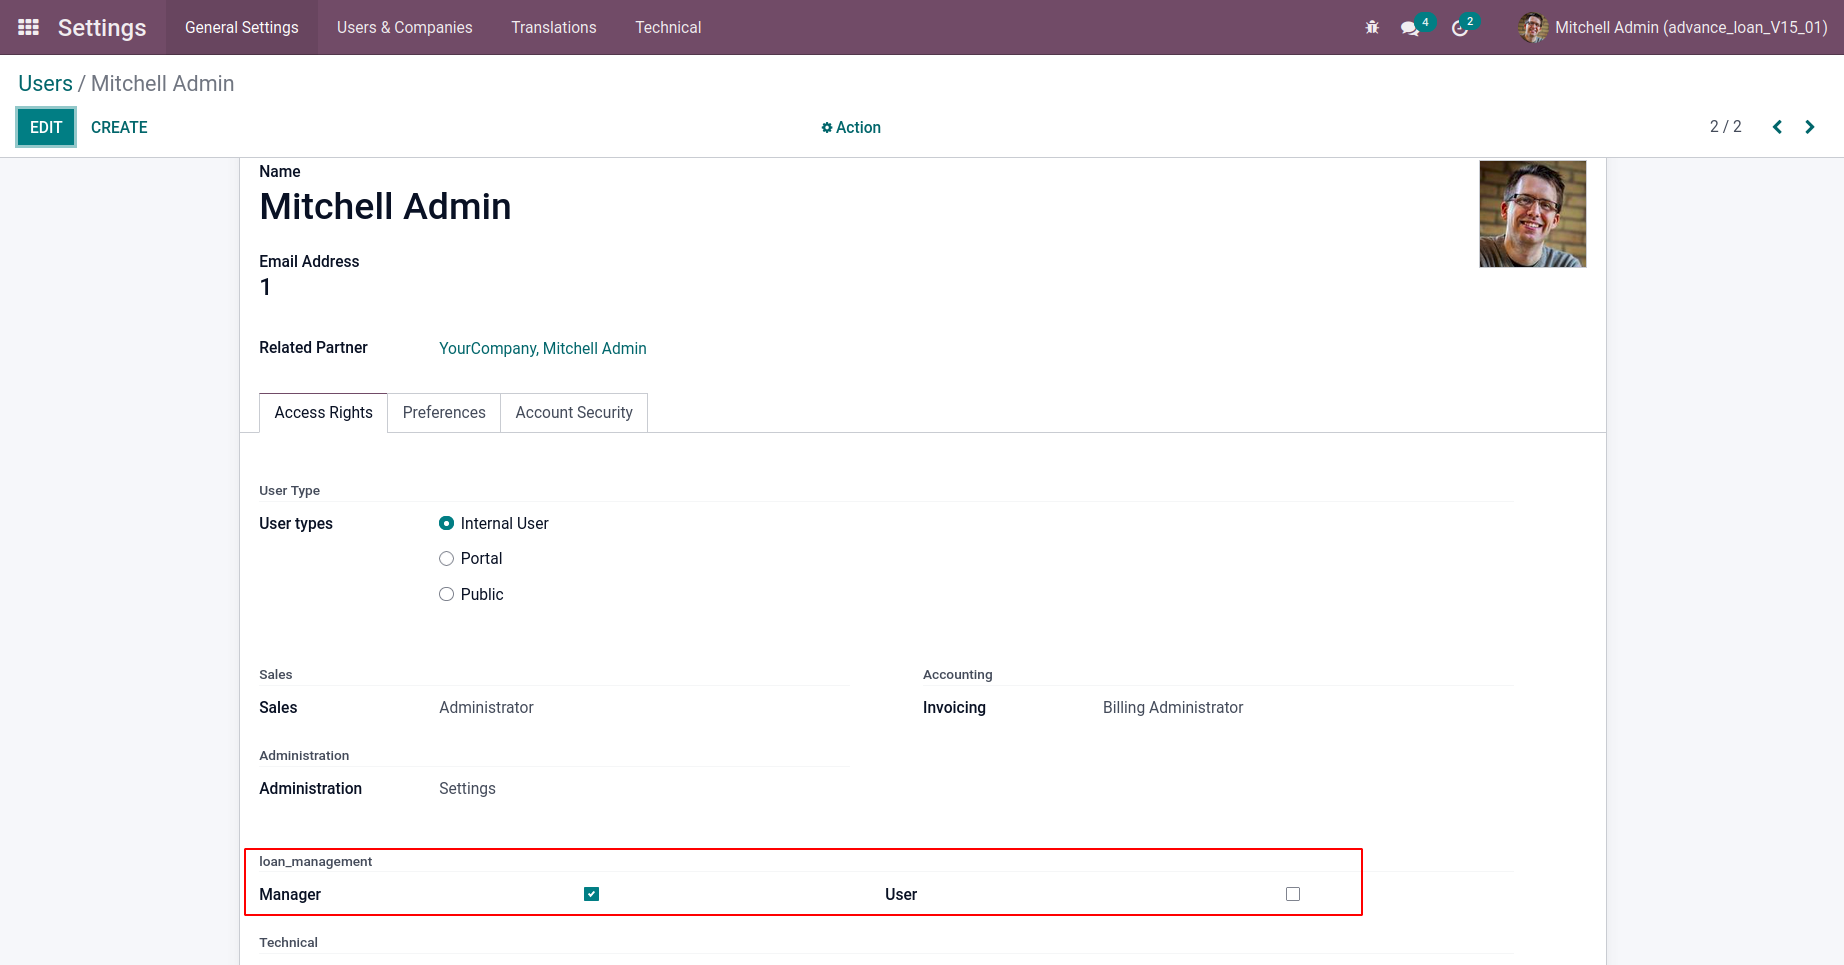 Settings General Settings Users & Companies Translations Technical 4 2 Mitchell Admin (advance_loan_V15_01)
Users / Mitchell Admin
EDIT CREATE Action 2 / 2
Name
Mitchell Admin
Email Address
1
Related Partner YourCompany, Mitchell Admin
Access Rights Preferences Account Security
User Type
User types Internal User
Portal
Public
Sales Accounting
Sales Administrator Invoicing Billing Administrator
Administration
Administration Settings
loan_management
Manager User
Technical